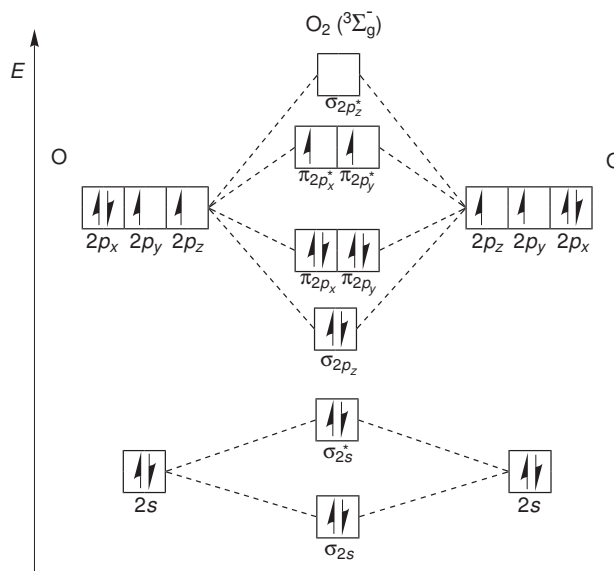 O₂ (³Σg⁻)
E
σ2pz*
O
O
π2px* π2py*
2px 2py 2pz
2pz 2py 2px
π2px π2py
σ2pz
σ2s*
2s
2s
σ2s